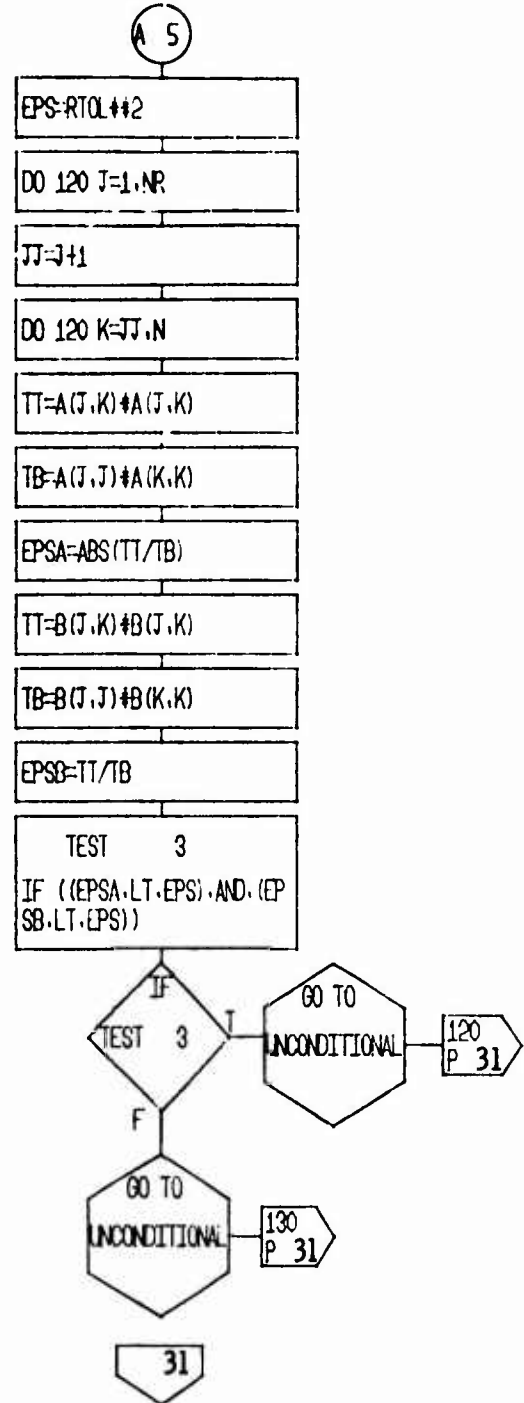 A 5
EPS=RTOL**2
DO 120 J=1,NR
JJ=J+1
DO 120 K=JJ,N
TT=A(J,K)*A(J,K)
TB=A(J,J)*A(K,K)
EPSA=ABS(TT/TB)
TT=B(J,K)*B(J,K)
TB=B(J,J)*B(K,K)
EPSB=TT/TB
TEST 3
IF ((EPSA.LT.EPS).AND.(EP
SB.LT.EPS))
IF
TEST 3
T
GO TO
UNCONDITIONAL
120
P 31
F
GO TO
UNCONDITIONAL
130
P 31
31